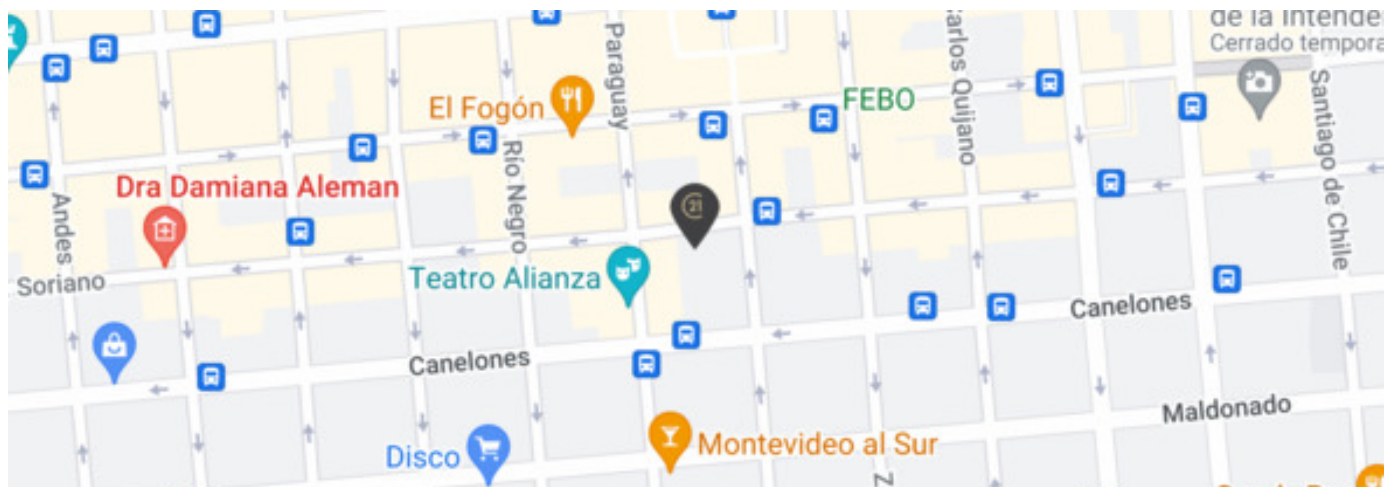 de la Intende
Cerrado tempora
Carlos Quijano
Paraguay
El Fogón
FEBO
Santiago de Chile
Río Negro
Dra Damiana Aleman
Andes
21
Soriano
Teatro Alianza
Canelones
Canelones
Maldonado
Disco
Montevideo al Sur
Z